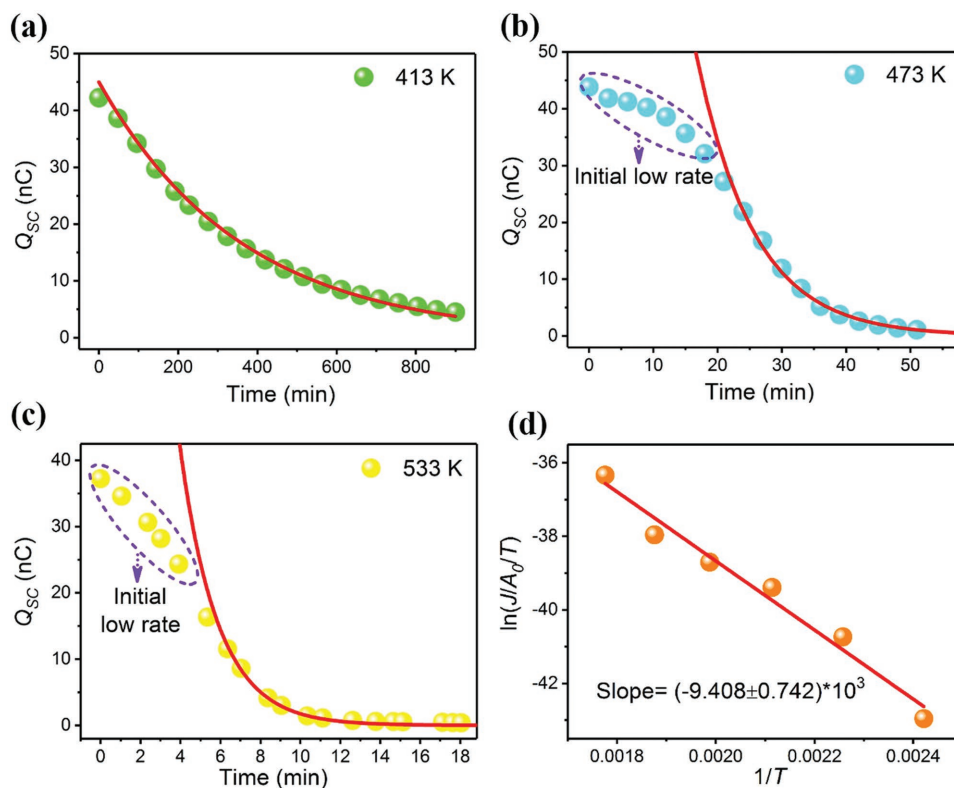 (a)
50
40
30
20
10
0
Q_SC (nC)
413 K
0 200 400 600 800
Time (min)
(b)
50
40
30
20
10
0
Q_SC (nC)
473 K
Initial low rate
0 10 20 30 40 50
Time (min)
(c)
40
30
20
10
0
Q_SC (nC)
533 K
Initial
low rate
0 2 4 6 8 10 12 14 16 18
Time (min)
(d)
-36
-38
-40
-42
ln(J/A₀/T)
Slope= (-9.408±0.742)*10³
0.0018 0.0020 0.0022 0.0024
1/T